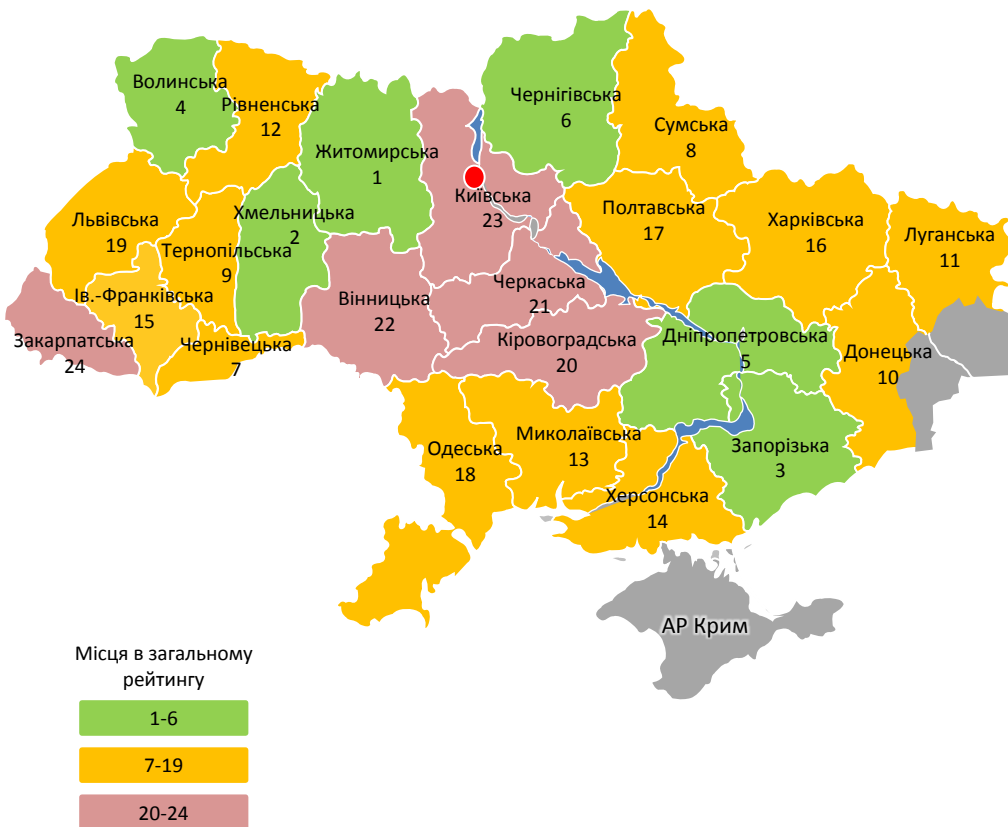 Волинська
4
Рівненська
12
Житомирська
1
Чернігівська
6
Сумська
8
Київська
23
Львівська
19
Хмельницька
2
Тернопільська
9
Полтавська
17
Харківська
16
Луганська
11
Ів.-Франківська
15
Вінницька
22
Черкаська
21
Закарпатська
24
Чернівецька
7
Кіровоградська
20
Дніпропетровська
5
Донецька
10
Одеська
18
Миколаївська
13
Запорізька
3
Херсонська
14
АР Крим
Місця в загальному
рейтингу
1-6
7-19
20-24